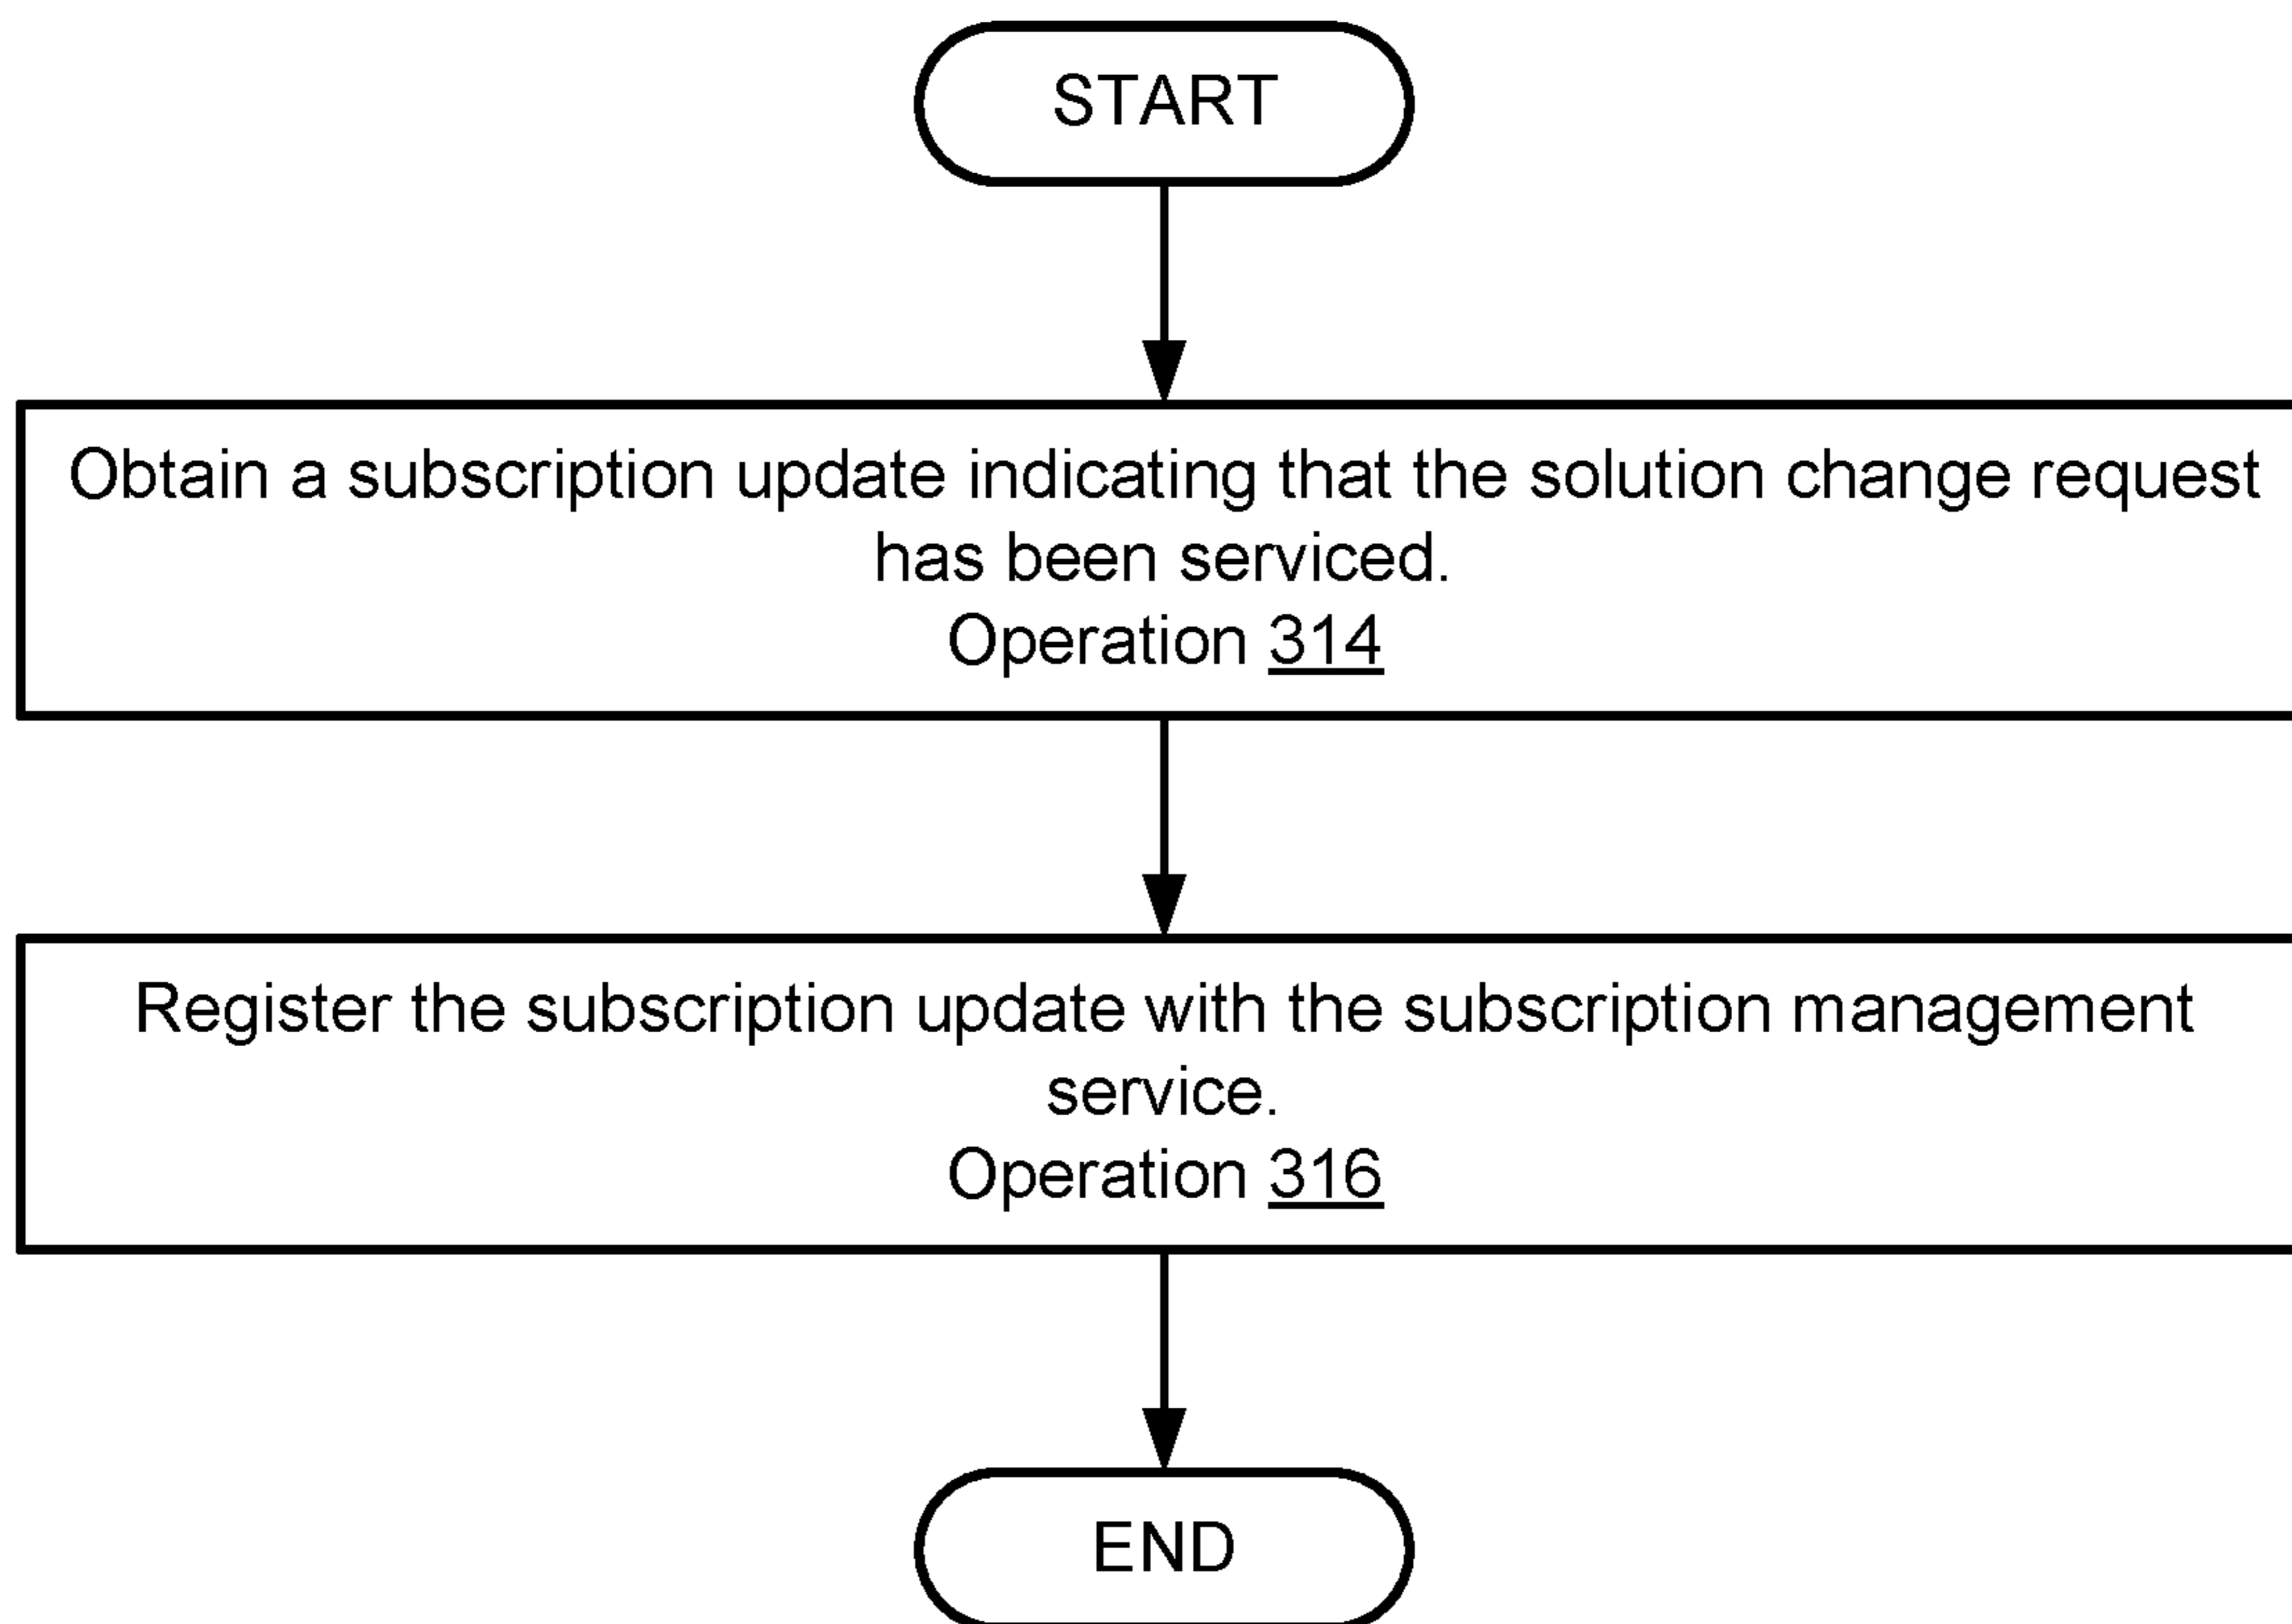 START
Obtain a subscription update indicating that the solution change request
has been serviced.
Operation 314
Register the subscription update with the subscription management
service.
Operation 316
END